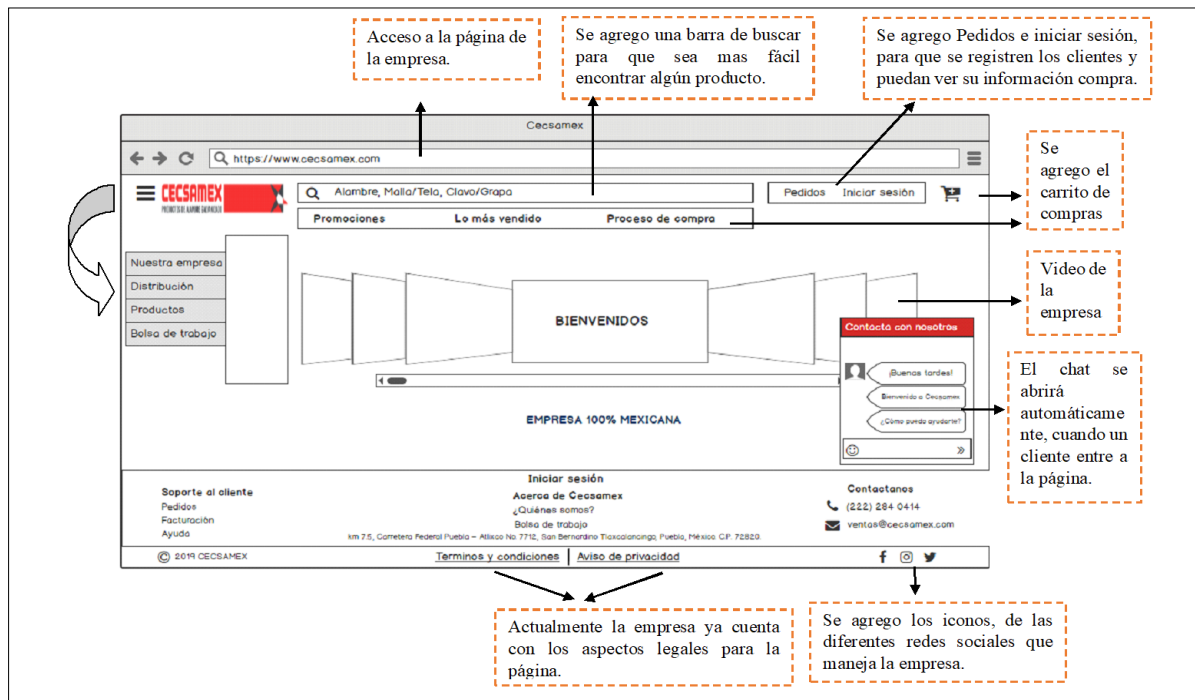 Acceso a la página de
la empresa.
Se agrego una barra de buscar
para que sea mas fácil
encontrar algún producto.
Se agrego Pedidos e iniciar sesión,
para que se registren los clientes y
puedan ver su información compra.
Cecsamex
https://www.cecsamex.com
Se
agrego el
carrito de
compras
CECSAMEX
PRODUCTOS DE ALAMBRE GALVANIZADO
Alambre, Malla/Tela, Clavo/Grapa
Pedidos Iniciar sesión
Promociones Lo más vendido Proceso de compra
Nuestra empresa
Distribución
Productos
Bolsa de trabajo
BIENVENIDOS
Video de
la
empresa
Contacta con nosotros
¡Buenas tardes!
Bienvenido a Cecsamex
¿Cómo puedo ayudarte?
El chat se
abrirá
automáticame
nte, cuando un
cliente entre a
la página.
EMPRESA 100% MEXICANA
Soporte al cliente
Pedidos
Facturación
Ayuda
Iniciar sesión
Acerca de Cecsamex
¿Quiénes somos?
Bolsa de trabajo
km 7.5, Carretera Federal Puebla – Atlixco No. 7712, San Bernardino Tlaxcalancingo, Puebla, México. C.P. 72820.
Contactanos
(222) 284 0414
ventas@cecsamex.com
© 2019 CECSAMEX
Terminos y condiciones Aviso de privacidad
Actualmente la empresa ya cuenta
con los aspectos legales para la
página.
Se agrego los iconos, de las
diferentes redes sociales que
maneja la empresa.